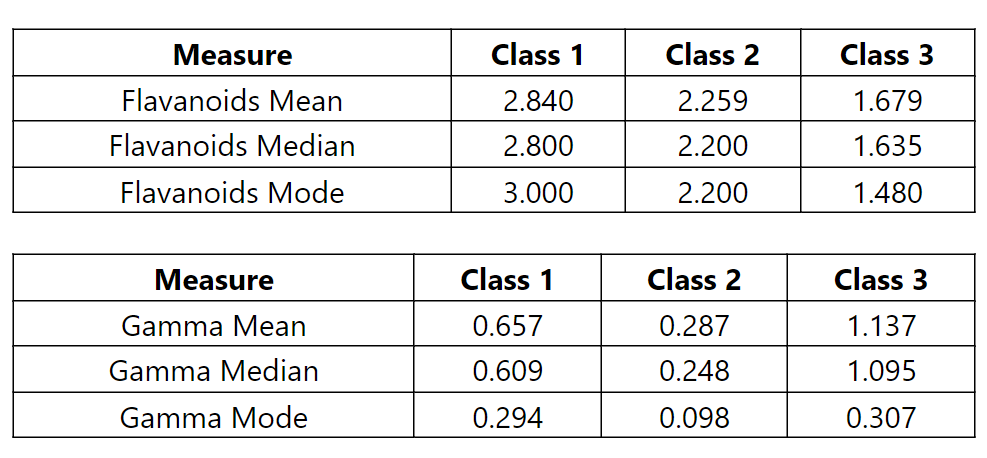 Measure Class 1 Class 2 Class 3
Flavanoids Mean 2.840 2.259 1.679
Flavanoids Median 2.800 2.200 1.635
Flavanoids Mode 3.000 2.200 1.480
Measure Class 1 Class 2 Class 3
Gamma Mean 0.657 0.287 1.137
Gamma Median 0.609 0.248 1.095
Gamma Mode 0.294 0.098 0.307